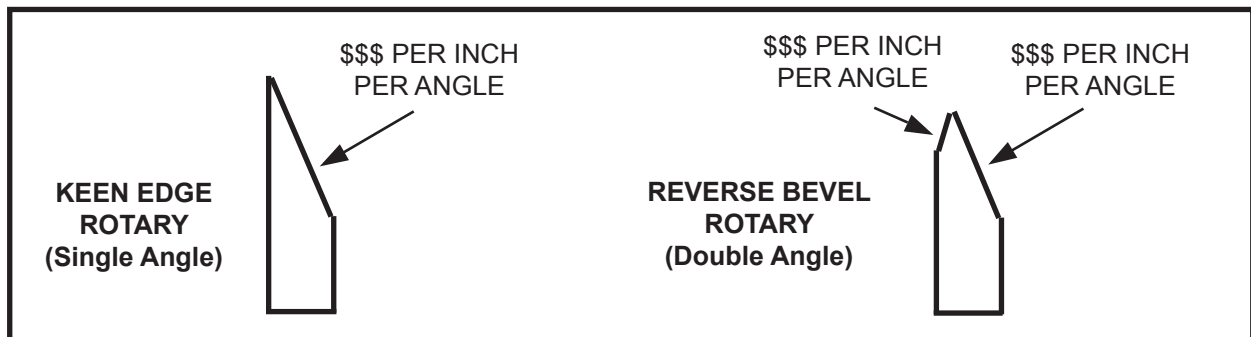 $$$ PER INCH
PER ANGLE
KEEN EDGE
ROTARY
(Single Angle)
$$$ PER INCH
PER ANGLE
$$$ PER INCH
PER ANGLE
REVERSE BEVEL
ROTARY
(Double Angle)